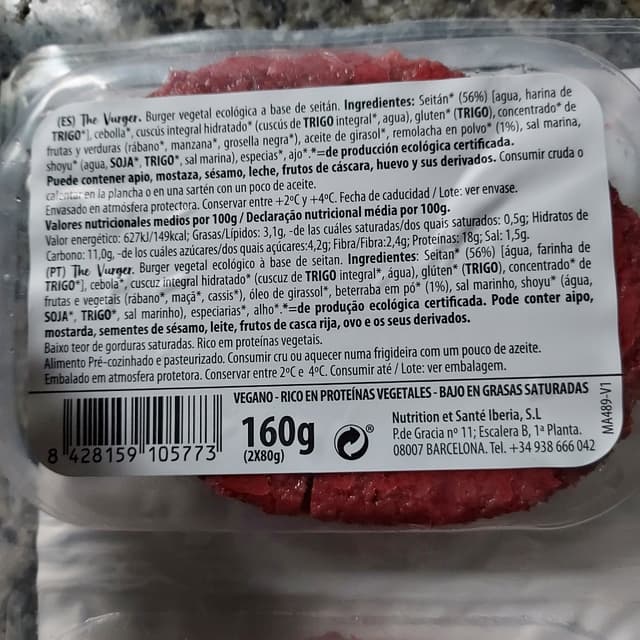 (ES) The Vurger. Burger vegetal ecológica a base de seitán. Ingredientes: Seitán* (56%) [agua, harina de
TRIGO*], cebolla*, cuscús integral hidratado* (cuscús de TRIGO integral*, agua), gluten* (TRIGO), concentrado* de
frutas y verduras (rábano*, manzana*, grosella negra*), aceite de girasol*, remolacha en polvo* (1%), sal marina,
shoyu* (agua, SOJA*, TRIGO*, sal marina), especias*, ajo*.*=de producción ecológica certificada.
Puede contener apio, mostaza, sésamo, leche, frutos de cáscara, huevo y sus derivados. Consumir cruda o
calentar en la plancha o en una sartén con un poco de aceite.
Envasado en atmósfera protectora. Conservar entre +2ºC y +4ºC. Fecha de caducidad / Lote: ver envase.
Valores nutricionales medios por 100g / Declaração nutricional média por 100g.
Valor energético: 627kJ/149kcal; Grasas/Lípidos: 3,1g, -de las cuáles saturadas/dos quais saturados: 0,5g; Hidratos de
Carbono: 11,0g, -de los cuáles azúcares/dos quais açúcares:4,2g; Fibra/Fibra:2,4g; Proteínas: 18g; Sal: 1,5g.
(PT) The Vurger. Burger vegetal ecológico à base de seitan. Ingredientes: Seitan* (56%) [água, farinha de
TRIGO*], cebola*, cuscuz integral hidratado* (cuscuz de TRIGO integral*, água), glúten* (TRIGO), concentrado* de
frutas e vegetais (rábano*, maçã*, cassis*), óleo de girassol*, beterraba em pó* (1%), sal marinho, shoyu* (água,
SOJA*, TRIGO*, sal marinho), especiarias*, alho*.*=de produção ecológica certificada. Pode conter aipo,
mostarda, sementes de sésamo, leite, frutos de casca rija, ovo e os seus derivados.
Baixo teor de gorduras saturadas. Rico em proteínas vegetais.
Alimento Pré-cozinhado e pasteurizado. Consumir cru ou aquecer numa frigideira com um pouco de azeite.
Embalado em atmosfera protetora. Conservar entre 2ºC e 4ºC. Consumir até / Lote: ver embalagem.
VEGANO - RICO EN PROTEÍNAS VEGETALES - BAJO EN GRASAS SATURADAS
8 428159 105773
160g
(2X80g)
®
Nutrition et Santé Iberia, S.L
P.de Gracia nº 11; Escalera B, 1ª Planta.
08007 BARCELONA. Tel. +34 938 666 042
MA489-V1